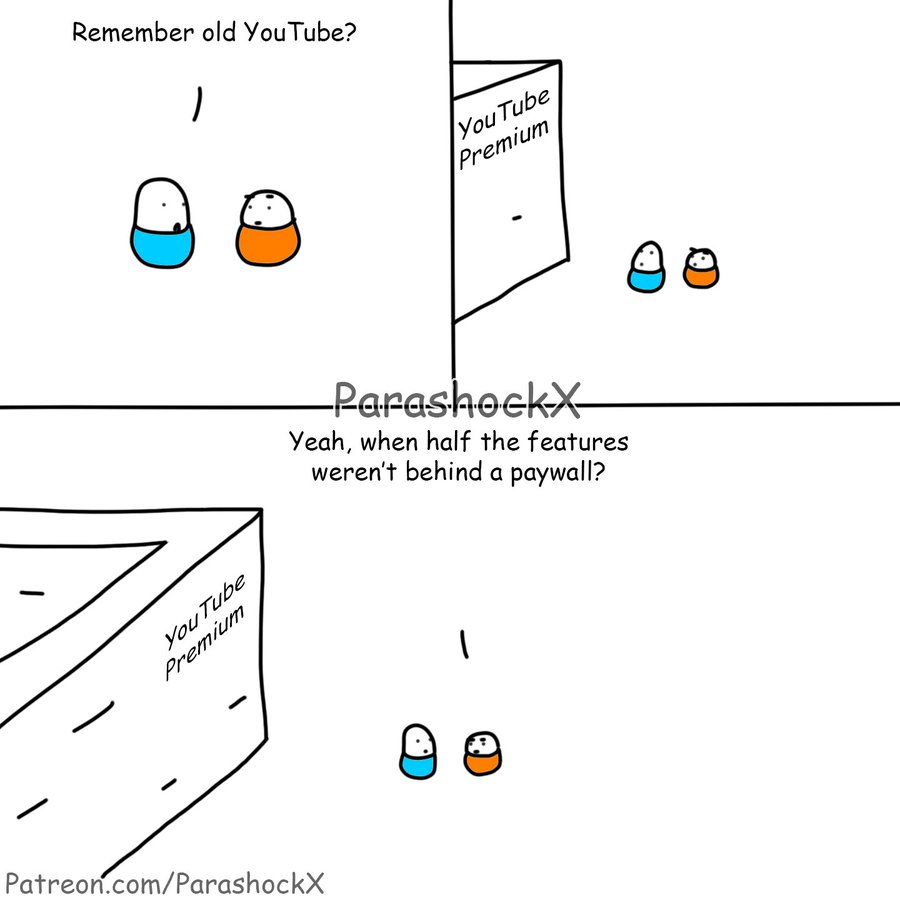 Remember old YouTube?
YouTube
Premium
ParashockX
Yeah, when half the features
weren't behind a paywall?
YouTube
Premium
Patreon.com/ParashockX